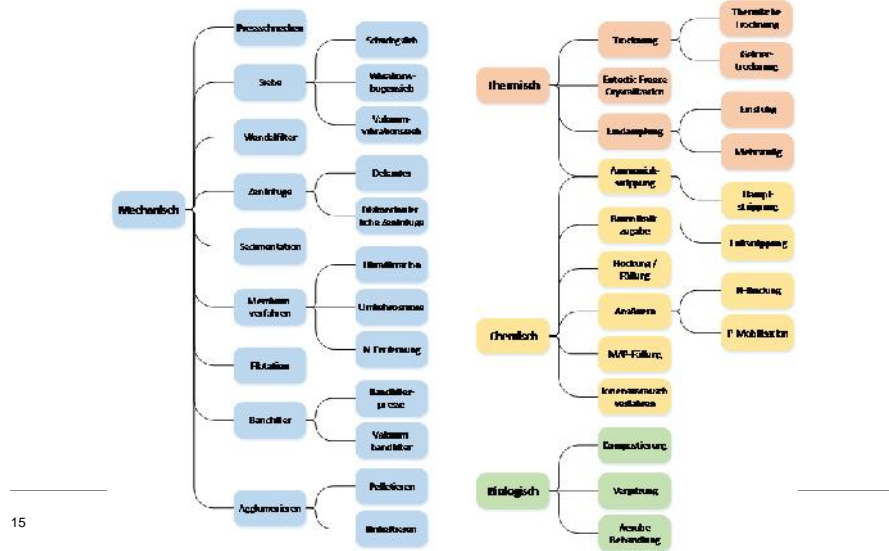 Pressschnecken
Siebe
Schwingsieb
Vibrations-
bogensieb
Vakuum-
vibrationssieb
Wendelfilter
Mechanisch
Zentrifuge
Dekanter
Sedimentation
Membran
verfahren
Ultrafiltration
Umkehrosmose
N-Entfernung
Flotation
Bandfilter
Bandfilter-
presse
Vakuum
bandfilter
Agglomerieren
Pelletieren
Brikettieren
Thermisch
Trocknung
Thermische
Trocknung
Gefrier-
trocknung
Eutectic Freeze
Crystallization
Eindampfung
Einstufig
Mehrstufig
Chemisch
Ammoniak-
strippung
Dampf-
strippung
Luftstrippung
zugabe
Flockung /
Fällung
Ansäuern
N-Bindung
P-Mobilisation
MAP-Fällung
Ionenaustausch
verfahren
Biologisch
Kompostierung
Vergärung
Aerobe
Behandlung
15